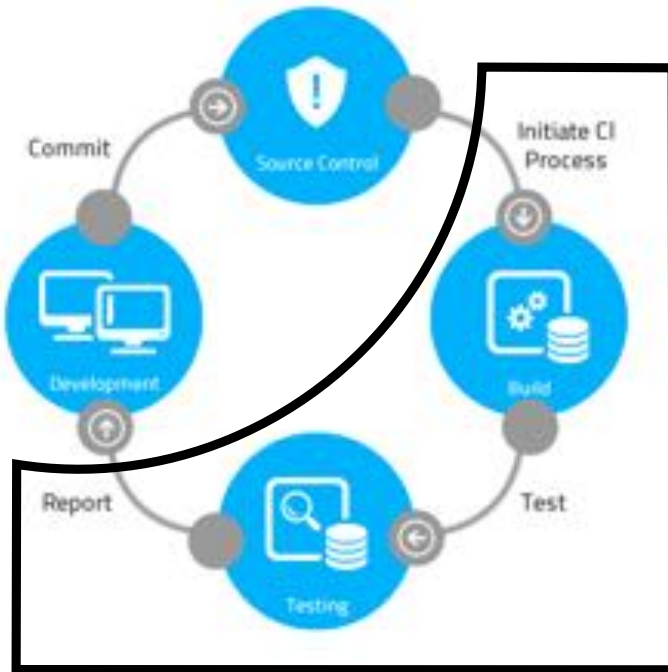 Source Control
Commit
Initiate CI
Process
Development
Build
Report
Test
Testing